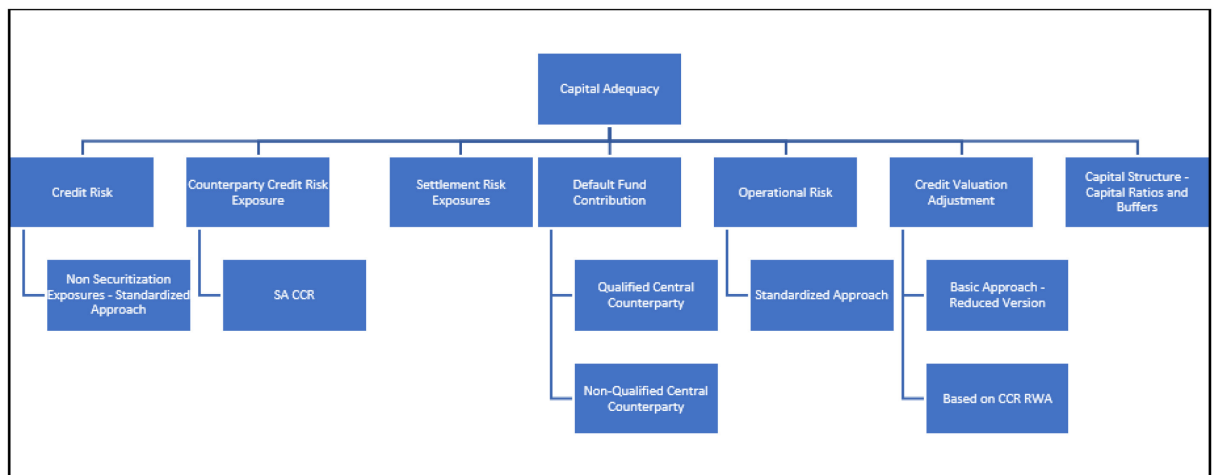 Capital Adequacy
Credit Risk
Counterparty Credit Risk
Exposure
Settlement Risk
Exposures
Default Fund
Contribution
Operational Risk
Credit Valuation
Adjustment
Capital Structure -
Capital Ratios and
Buffers
Non Securitization
Exposures - Standardized
Approach
SA CCR
Qualified Central
Counterparty
Standardized Approach
Basic Approach -
Reduced Version
Non-Qualified Central
Counterparty
Based on CCR RWA